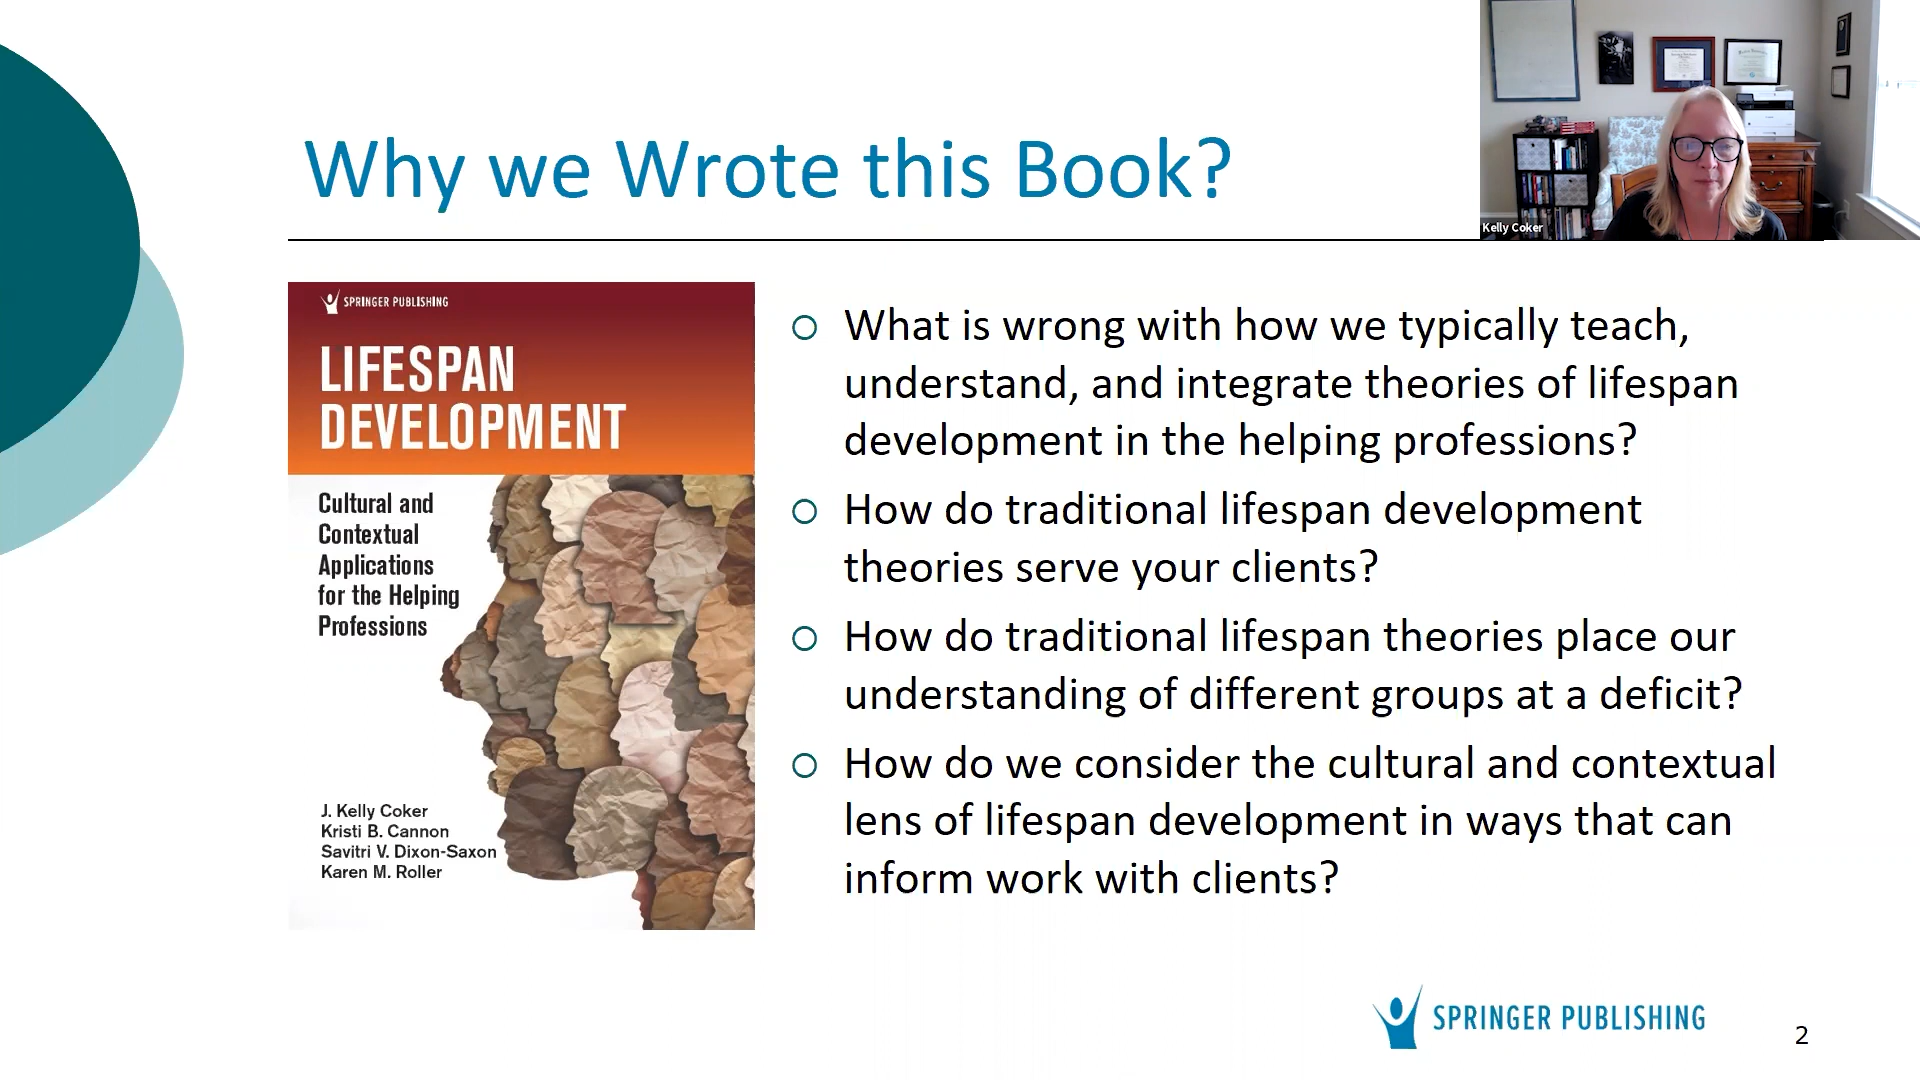 Why we Wrote this Book?
Kelly Coker
SPRINGER PUBLISHING
LIFESPAN
DEVELOPMENT
Cultural and
Contextual
Applications
for the Helping
Professions
J. Kelly Coker
Kristi B. Cannon
Savitri V. Dixon-Saxon
Karen M. Roller
What is wrong with how we typically teach,
understand, and integrate theories of lifespan
development in the helping professions?
How do traditional lifespan development
theories serve your clients?
How do traditional lifespan theories place our
understanding of different groups at a deficit?
How do we consider the cultural and contextual
lens of lifespan development in ways that can
inform work with clients?
SPRINGER PUBLISHING
2